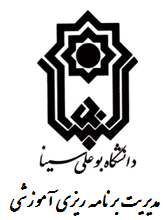 دانشگاه بوعلی سینا
مدیریت برنامه ریزی آموزشی